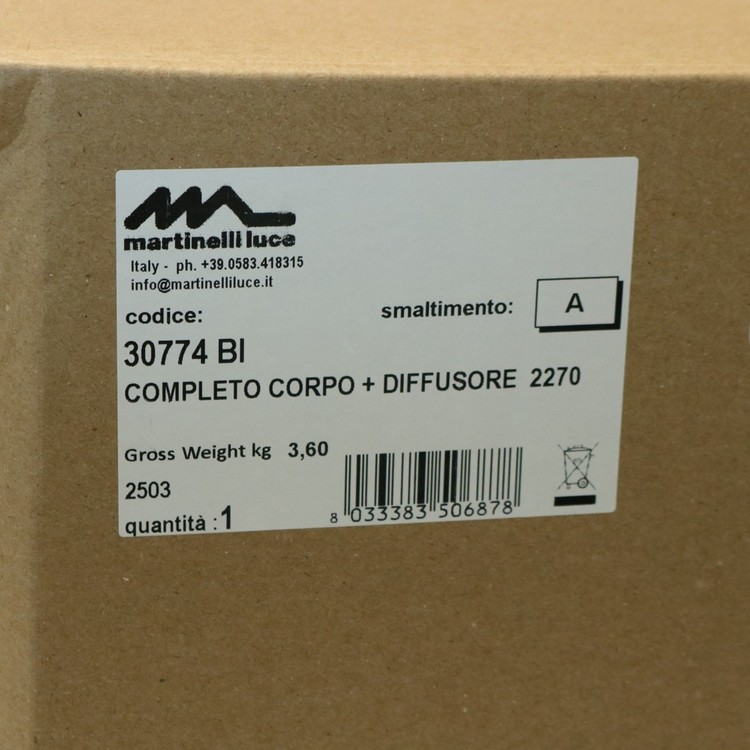 martinelli luce
Italy - ph. +39.0583.418315
info@martinelliluce.it
codice:
smaltimento: A
30774 BI
COMPLETO CORPO + DIFFUSORE 2270
Gross Weight kg 3,60
2503
quantità : 1
8 033383 506878